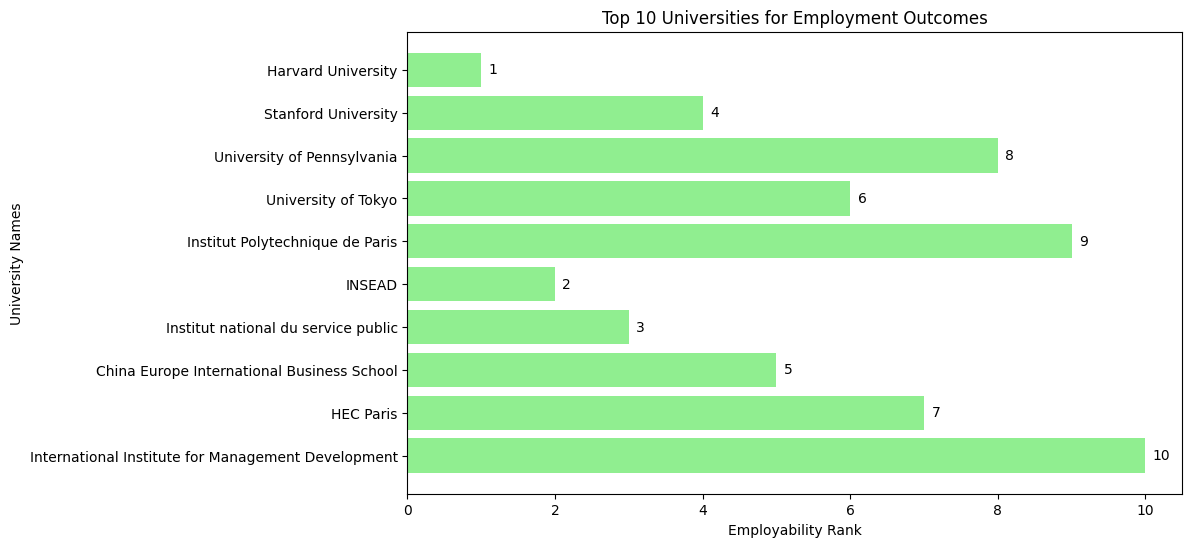 Top 10 Universities for Employment Outcomes
University Names
Harvard University 1
Stanford University 4
University of Pennsylvania 8
University of Tokyo 6
Institut Polytechnique de Paris 9
INSEAD 2
Institut national du service public 3
China Europe International Business School 5
HEC Paris 7
International Institute for Management Development 10
0 2 4 6 8 10
Employability Rank